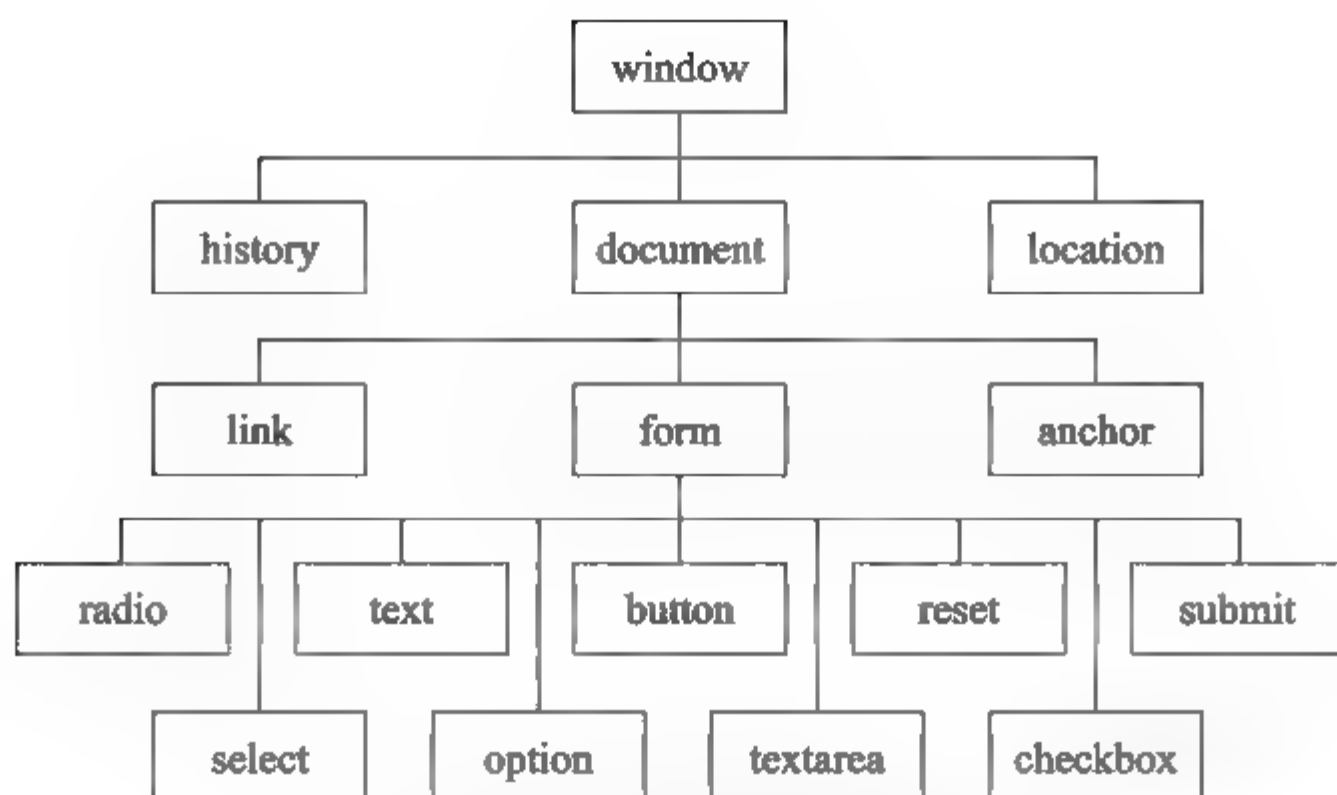 window
history document location
link form anchor
radio text button reset submit
select option textarea checkbox